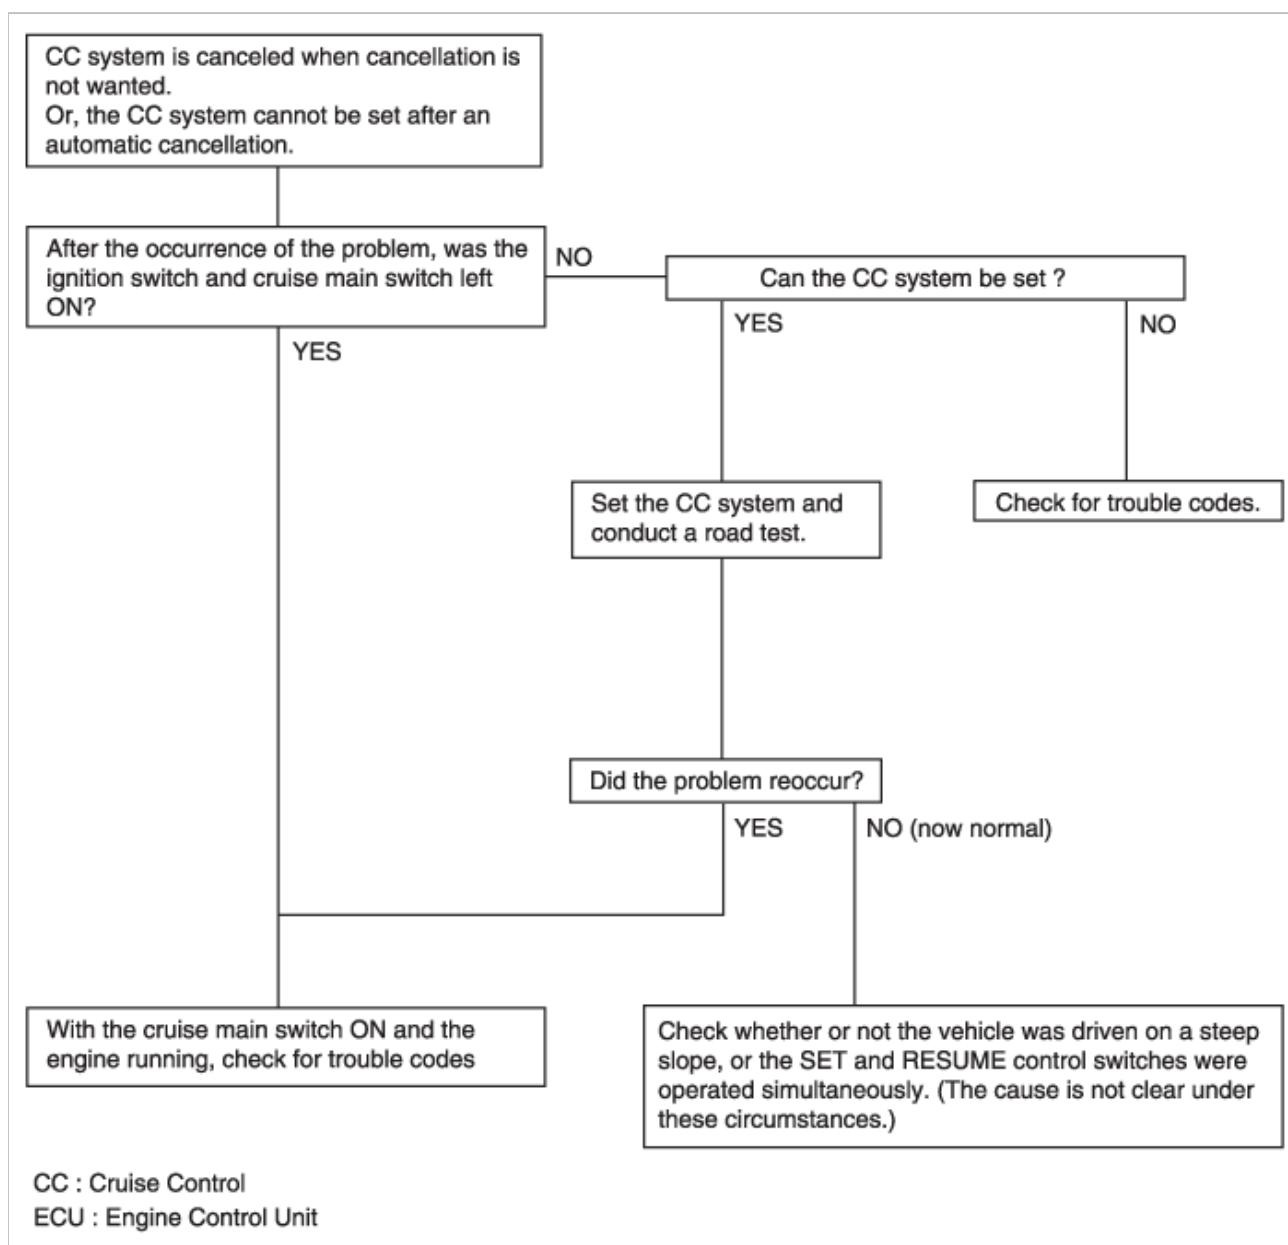 CC system is canceled when cancellation is
not wanted.
Or, the CC system cannot be set after an
automatic cancellation.
After the occurrence of the problem, was the
ignition switch and cruise main switch left
ON?
NO
Can the CC system be set ?
YES
NO
YES
Set the CC system and
conduct a road test.
Check for trouble codes.
Did the problem reoccur?
YES
NO (now normal)
With the cruise main switch ON and the
engine running, check for trouble codes
Check whether or not the vehicle was driven on a steep
slope, or the SET and RESUME control switches were
operated simultaneously. (The cause is not clear under
these circumstances.)
CC : Cruise Control
ECU : Engine Control Unit